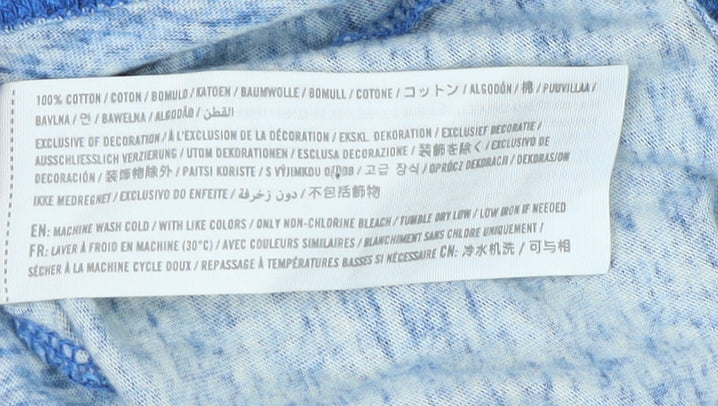 100% COTTON / COTON / BOMULD / KATOEN / BAUMWOLLE / BOMULL / COTONE / コットン / ALGODÓN / 棉 / PUUVILLAA /
BAVLNA / 면 / BAWEŁNA / ALGODÃO / القطن
EXCLUSIVE OF DECORATION / À L'EXCLUSION DE LA DÉCORATION / EKSKL. DEKORATION / EXCLUSIEF DECORATIE /
AUSSCHLIESSLICH VERZIERUNG / UTOM DEKORATIONEN / ESCLUSA DECORAZIONE / 装飾を除く / EXCLUSIVO DE
DECORACIÓN / 装饰物除外 / PAITSI KORISTE / S VÝJIMKOU OZDOB / 고급 장식 / OPRÓCZ DEKORACJI / DEKORASJON
IKKE MEDREGNET / EXCLUSIVO DO ENFEITE / دون زخرفة / 不包括飾物
EN: MACHINE WASH COLD / WITH LIKE COLORS / ONLY NON-CHLORINE BLEACH / TUMBLE DRY LOW / LOW IRON IF NEEDED
FR: LAVER À FROID EN MACHINE (30°C) / AVEC COULEURS SIMILAIRES / BLANCHIMENT SANS CHLORE UNIQUEMENT /
SÉCHER À LA MACHINE CYCLE DOUX / REPASSAGE À TEMPÉRATURES BASSES SI NÉCESSAIRE CN: 冷水机洗 / 可与相